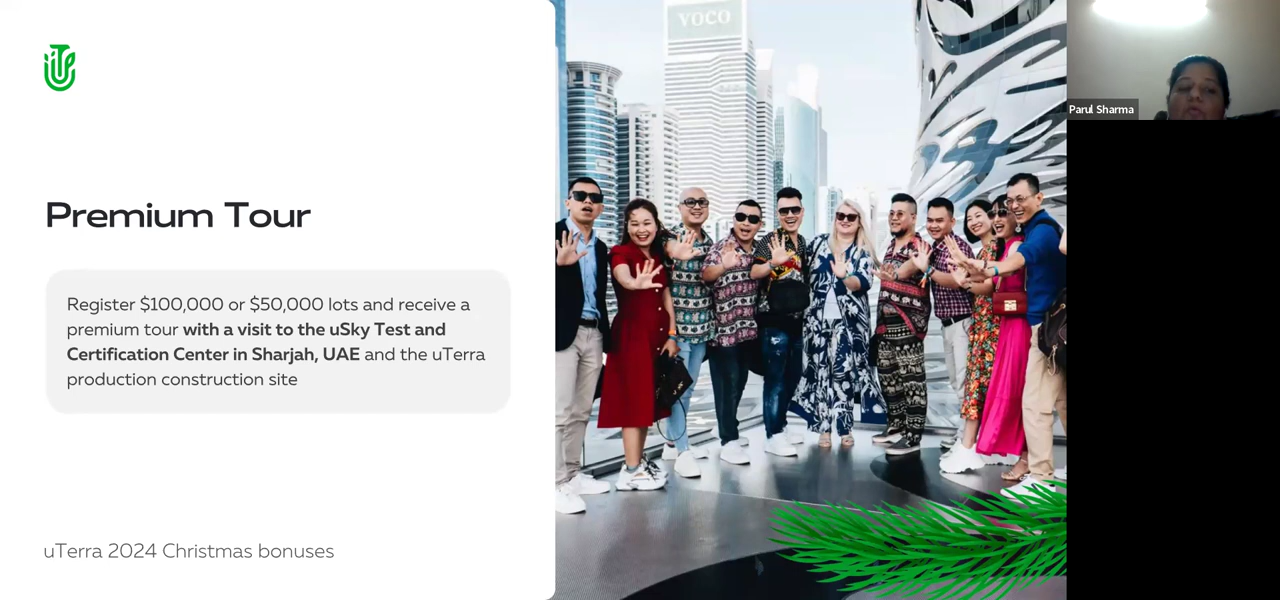 Premium Tour
Register $100,000 or $50,000 lots and receive a
premium tour with a visit to the uSky Test and
Certification Center in Sharjah, UAE and the uTerra
production construction site
uTerra 2024 Christmas bonuses
voco
Parul Sharma